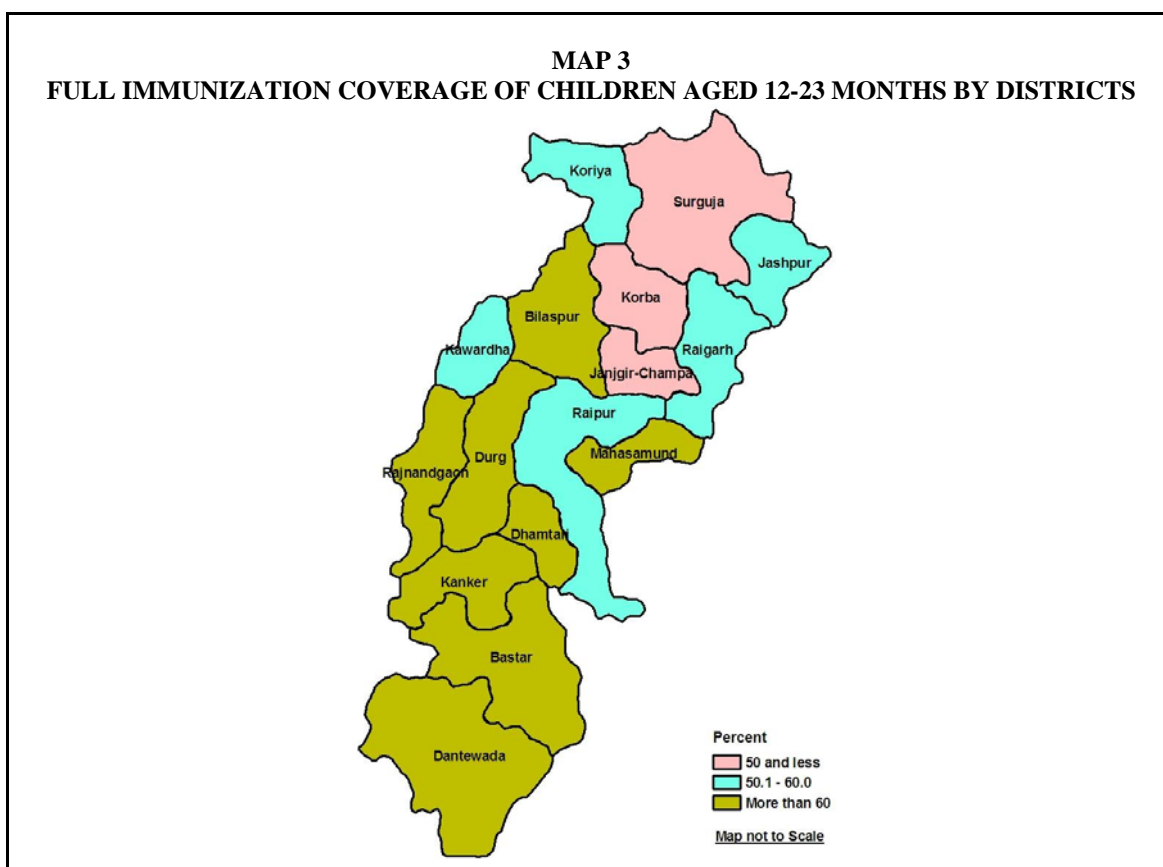 MAP 3
FULL IMMUNIZATION COVERAGE OF CHILDREN AGED 12-23 MONTHS BY DISTRICTS
Koriya
Surguja
Jashpur
Korba
Bilaspur
Kawardha
Raigarh
Janjgir-Champa
Raipur
Mahasamund
Durg
Rajnandgaon
Dhamtari
Kanker
Bastar
Dantewada
Percent
50 and less
50.1 - 60.0
More than 60
Map not to Scale